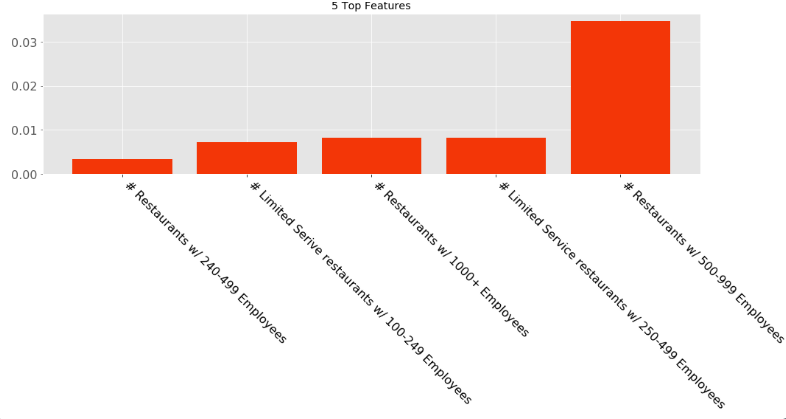 5 Top Features
0.03
0.02
0.01
0.00
# Restaurants w/ 240-499 Employees
# Limited Serive restaurants w/ 100-249 Employees
# Restaurants w/ 1000+ Employees
# Limited Service restaurants w/ 250-499 Employees
# Restaurants w/ 500-999 Employees